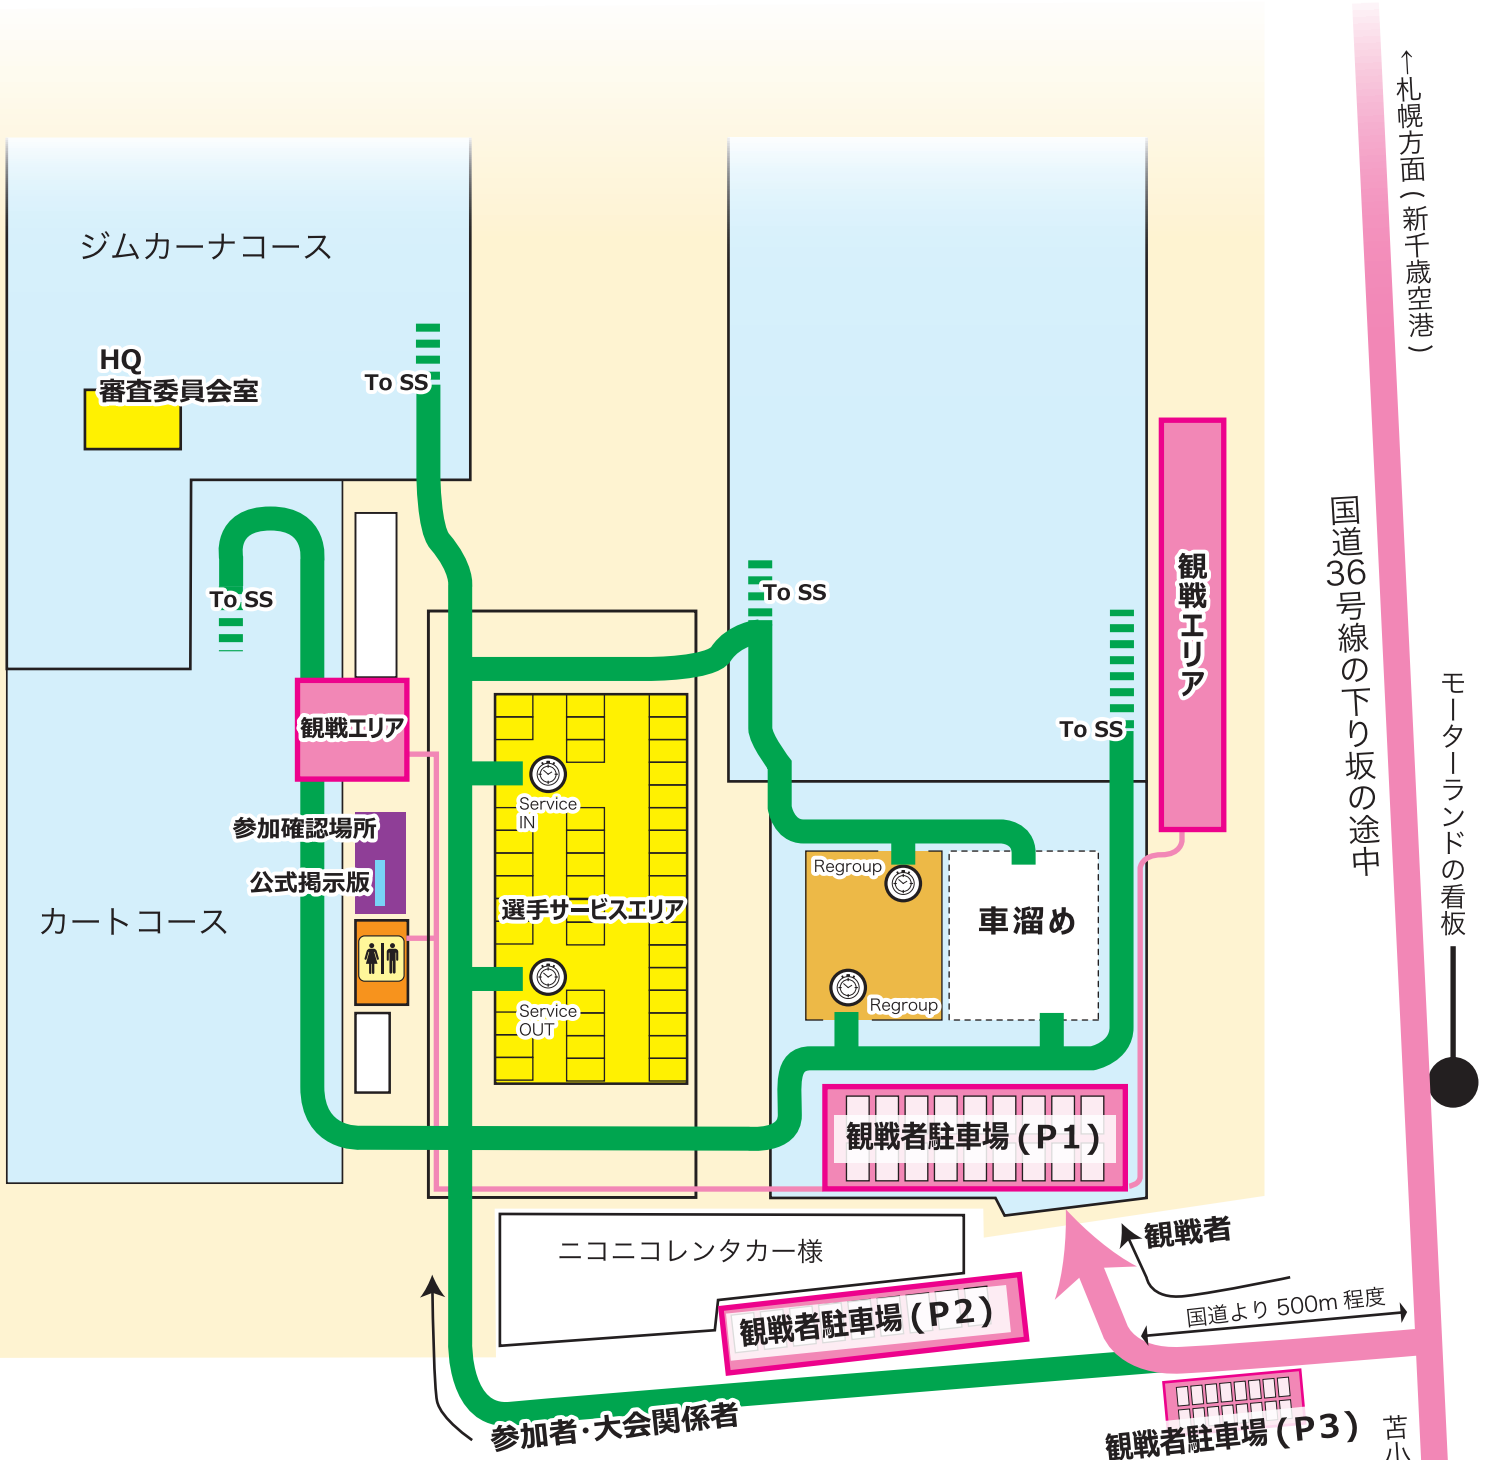 ←札幌方面(新千歳空港)
ジムカーナコース
HQ
審査委員会室
To SS
To SS
To SS
To SS
観戦エリア
国道36号線の下り坂の途中
モーターランドの看板
観戦エリア
参加確認場所
公式掲示版
カートコース
Service
IN
選手サービスエリア
Service
OUT
Regroup
Regroup
車溜め
観戦者駐車場(P1)
ニコニコレンタカー様
観戦者
国道より500m程度
観戦者駐車場(P2)
参加者・大会関係者
観戦者駐車場(P3)
苫小